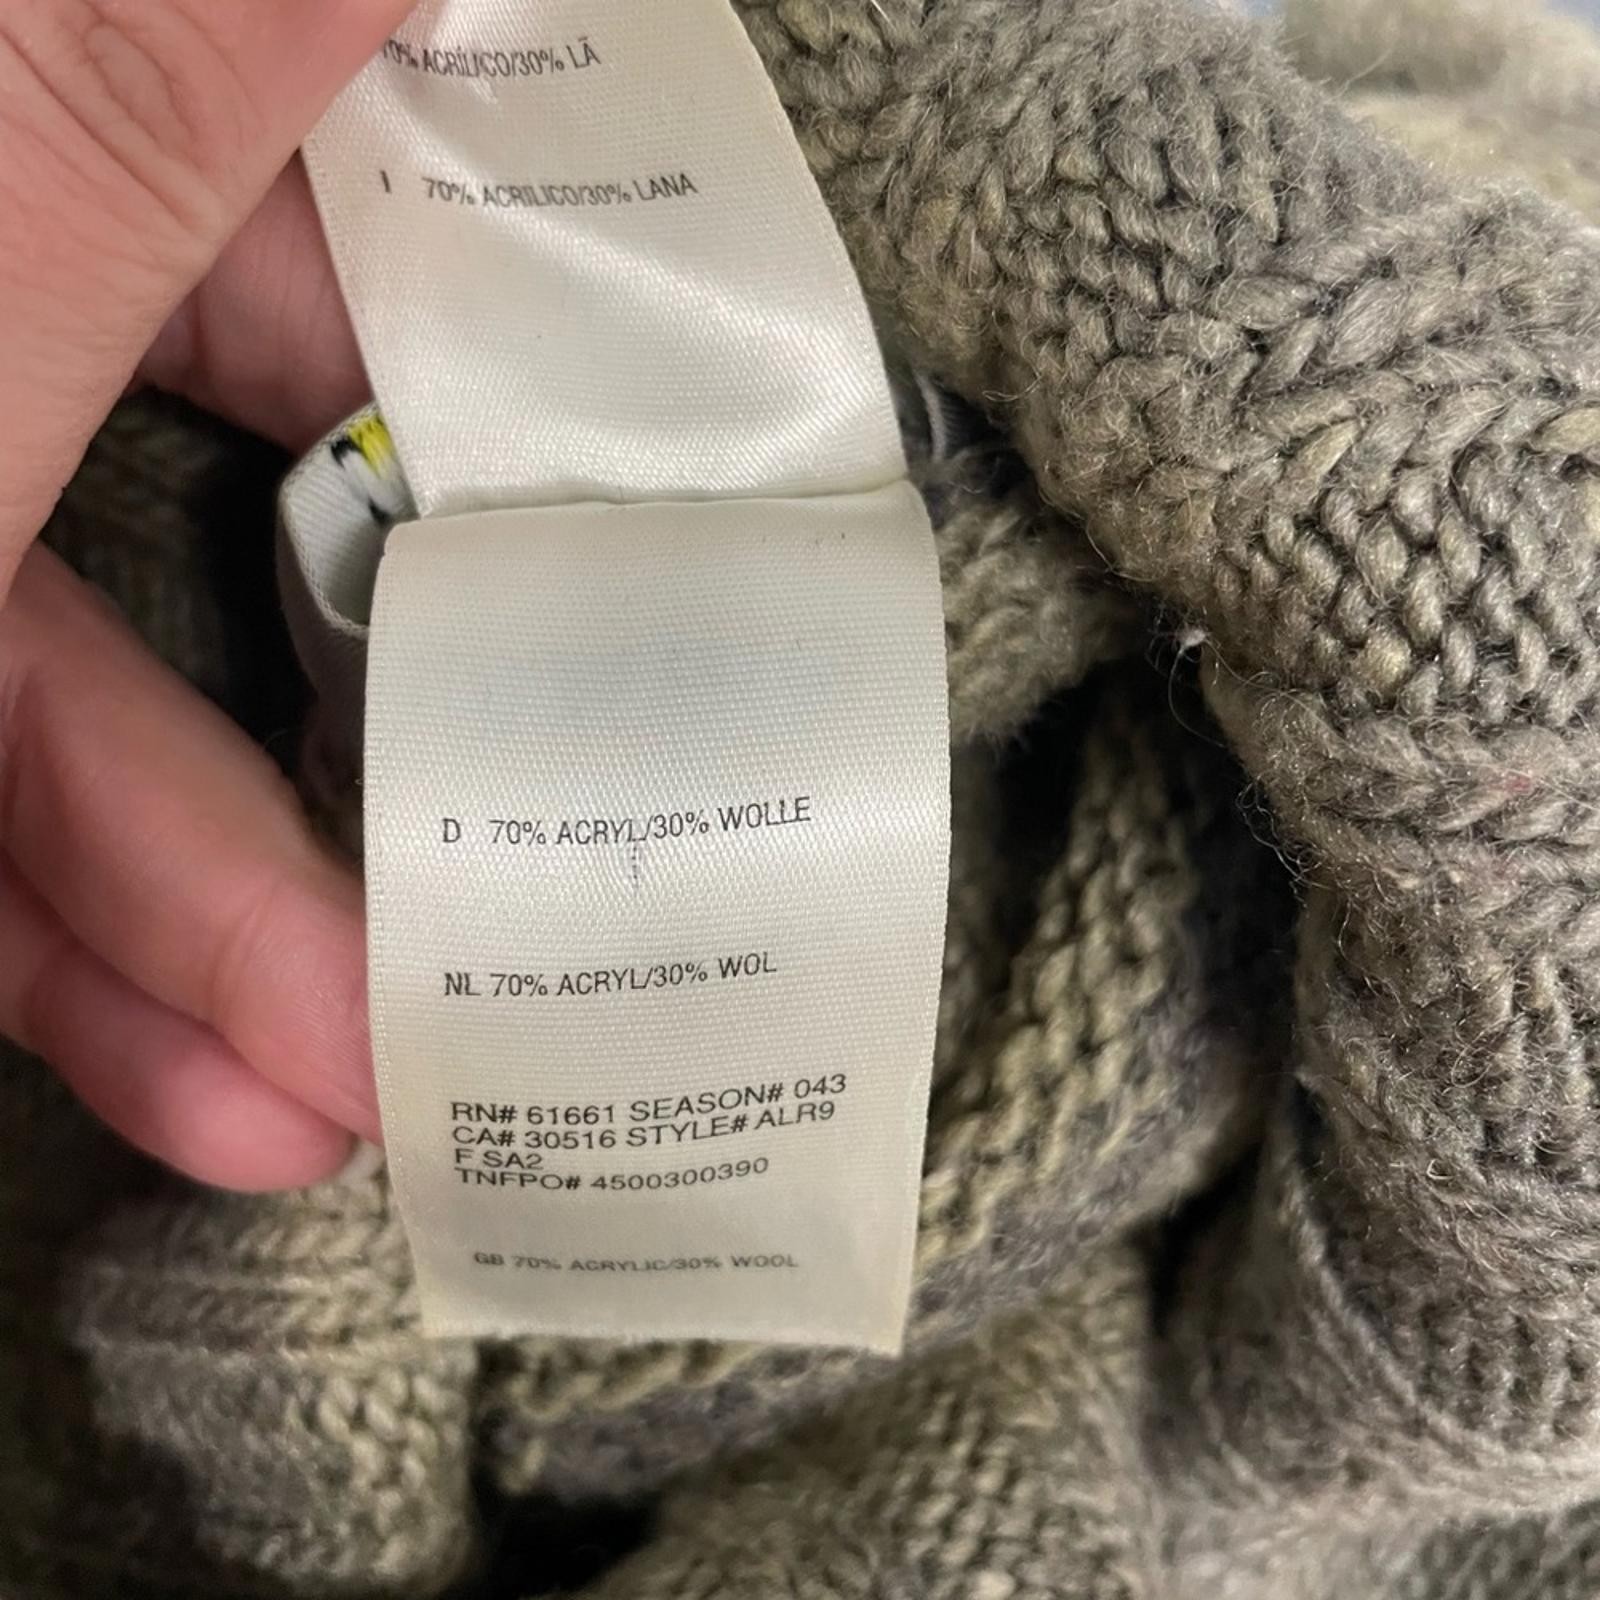 70% ACRÍLICO/30% LÃ
I 70% ACRILICO/30% LANA
D 70% ACRYL/30% WOLLE
NL 70% ACRYL/30% WOL
RN# 61661 SEASON# 043
CA# 30516 STYLE# ALR9
F SA2
TNFPO# 4500300390
GB 70% ACRYLIC/30% WOOL